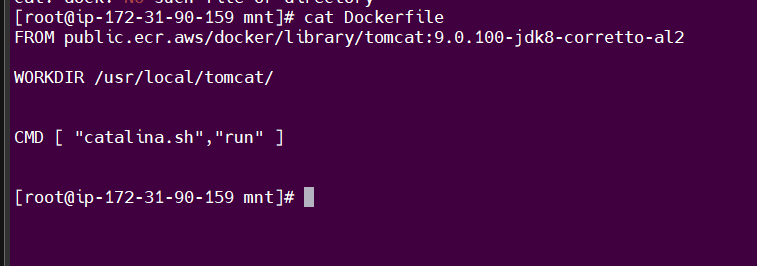 cat: dock: No such file or directory
[root@ip-172-31-90-159 mnt]# cat Dockerfile
FROM public.ecr.aws/docker/library/tomcat:9.0.100-jdk8-corretto-al2
WORKDIR /usr/local/tomcat/
CMD [ "catalina.sh","run" ]
[root@ip-172-31-90-159 mnt]#